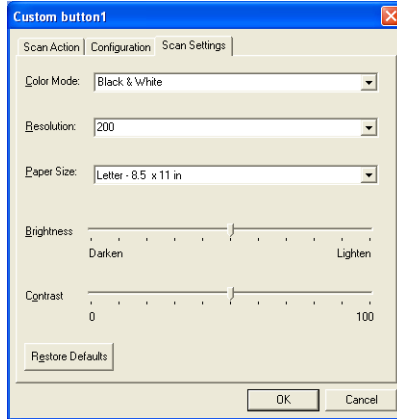 Custom button1
Scan Action Configuration Scan Settings
Color Mode: Black & White
Resolution: 200
Paper Size: Letter - 8.5 x 11 in
Brightness
Darken Lighten
Contrast
0 100
Restore Defaults
OK Cancel